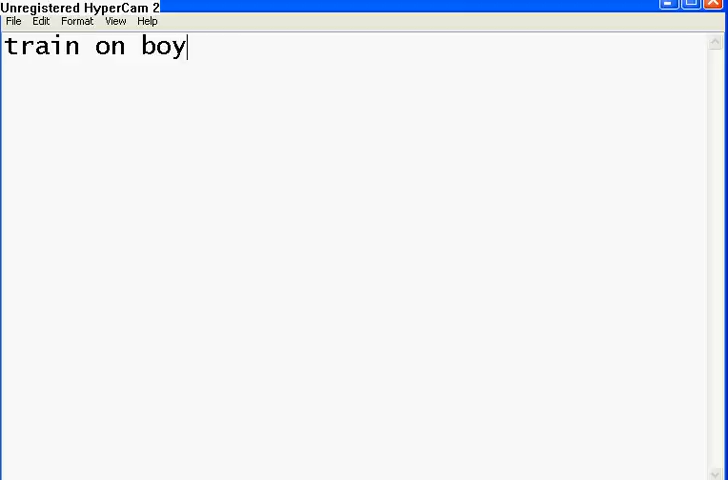 Unregistered HyperCam 2
File Edit Format View Help
train on boy